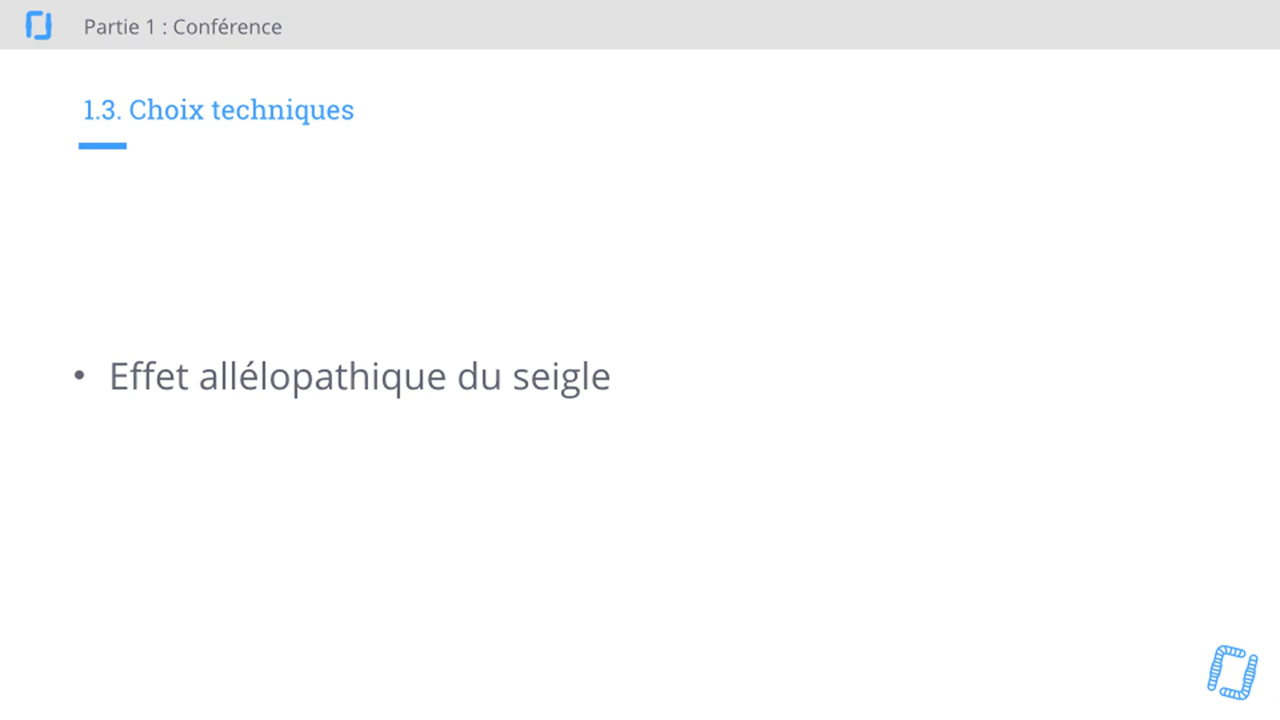 Partie 1 : Conférence
1.3. Choix techniques
• Effet allélopathique du seigle